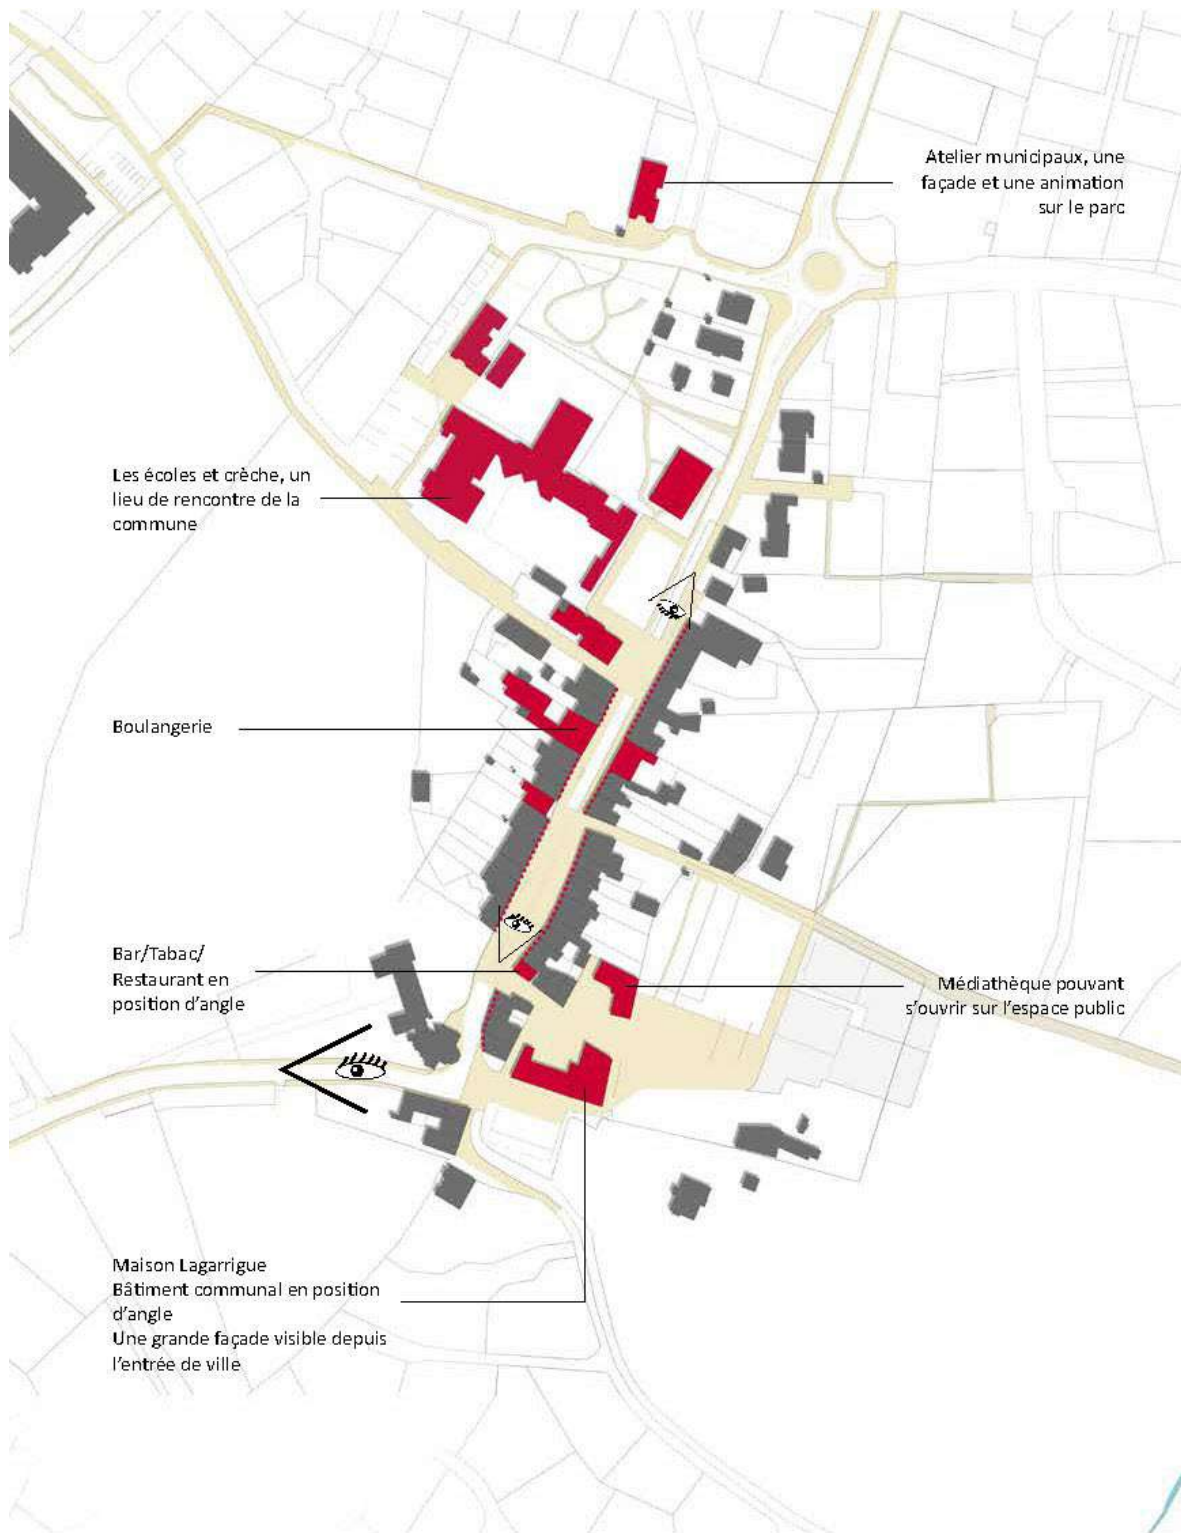 Atelier municipaux, une
façade et une animation
sur le parc
Les écoles et crèche, un
lieu de rencontre de la
commune
Boulangerie
Bar/Tabac/
Restaurant en
position d'angle
Médiathèque pouvant
s'ouvrir sur l'espace public
Maison Lagarrigue
Bâtiment communal en position
d'angle
Une grande façade visible depuis
l'entrée de ville